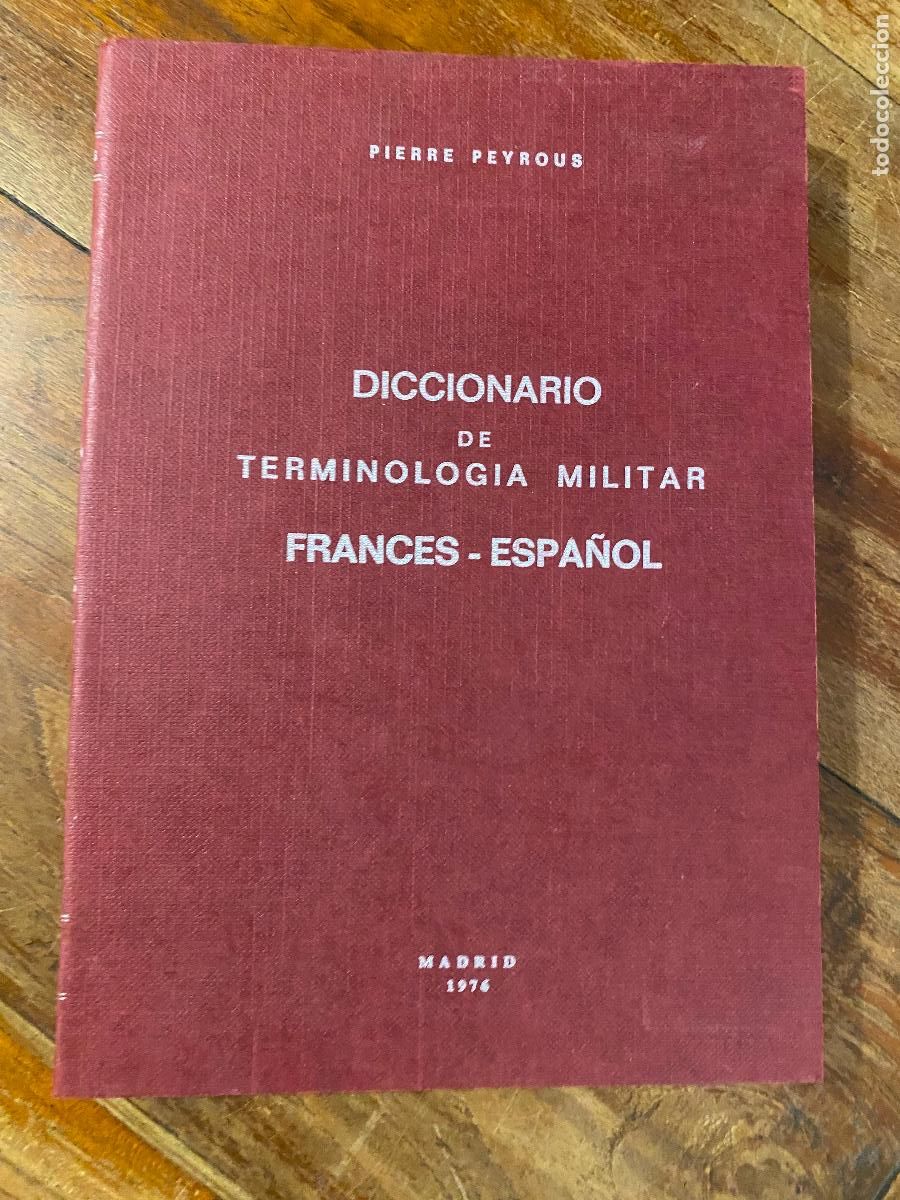 PIERRE PEYROUS
DICCIONARIO
DE
TERMINOLOGIA MILITAR
FRANCES - ESPAÑOL
MADRID
1976
todocoleccion